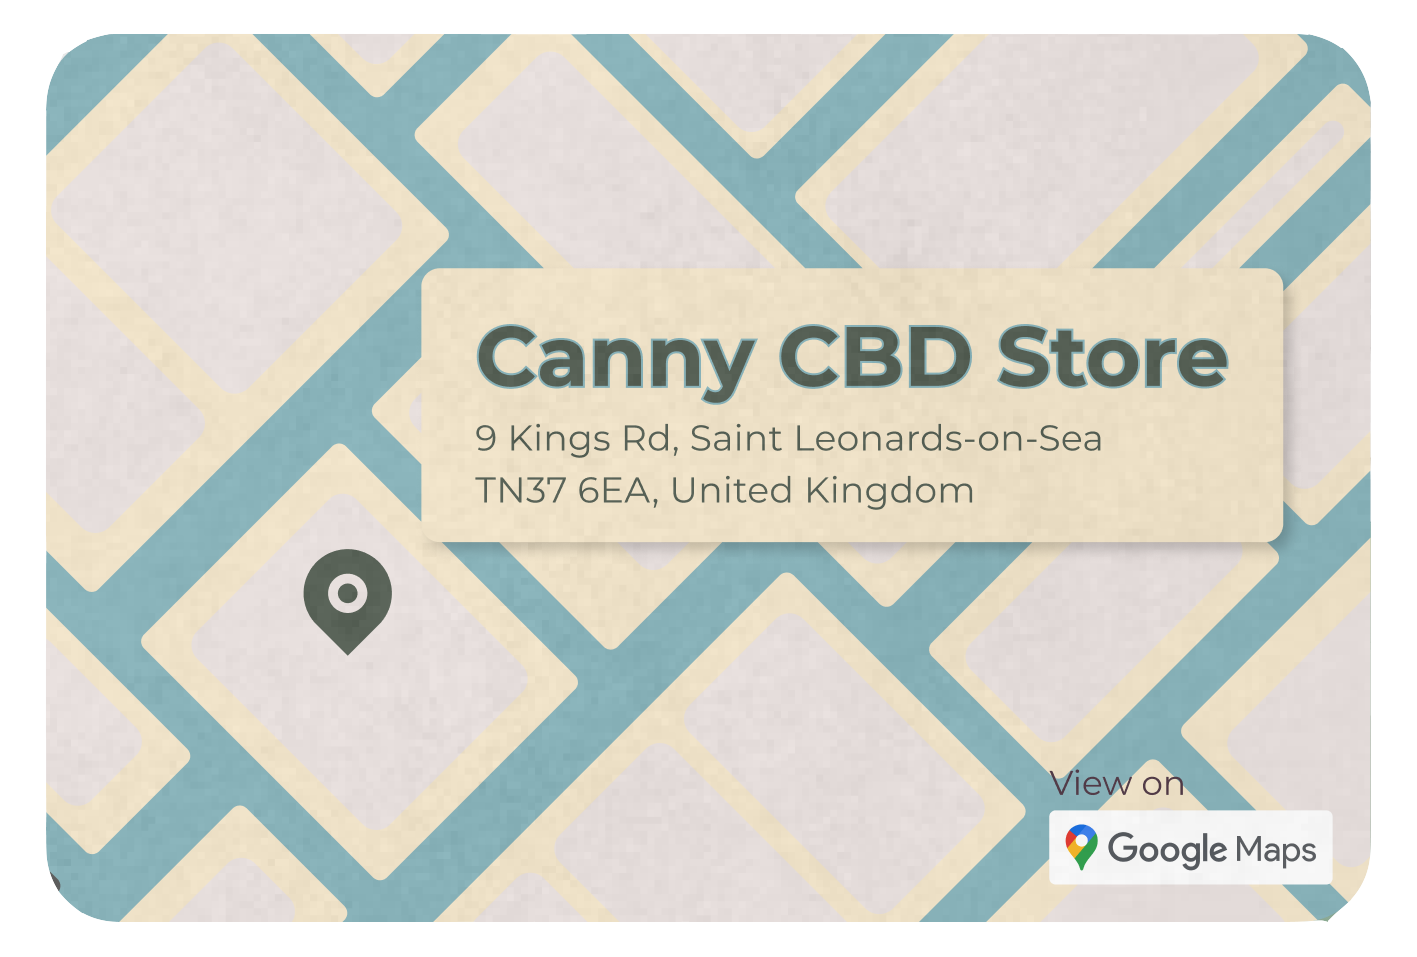 Canny CBD Store
9 Kings Rd, Saint Leonards-on-Sea
TN37 6EA, United Kingdom
View on
Google Maps